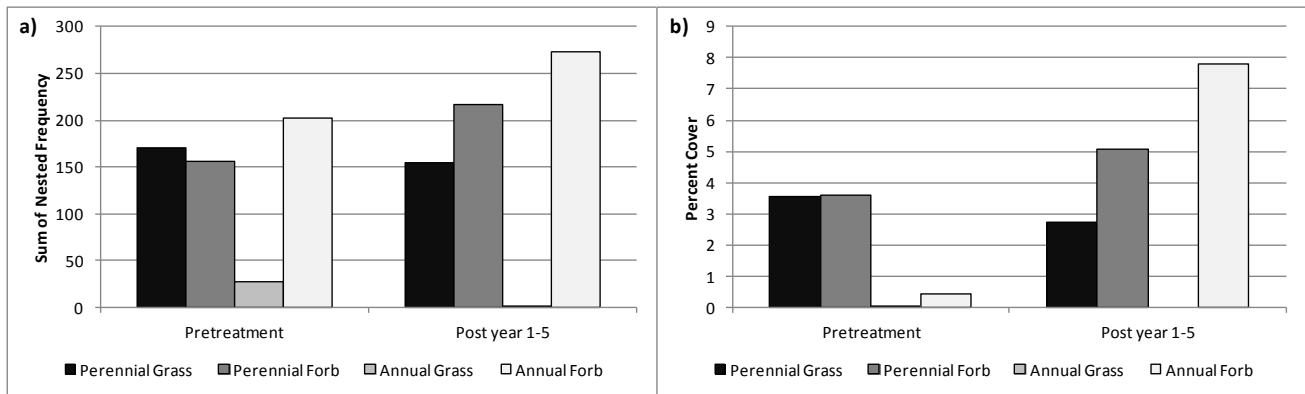 a)
Sum of Nested Frequency
300
250
200
150
100
50
0
Pretreatment Post year 1-5
Perennial Grass Perennial Forb Annual Grass Annual Forb
b)
Percent Cover
9
8
7
6
5
4
3
2
1
0
Pretreatment Post year 1-5
Perennial Grass Perennial Forb Annual Grass Annual Forb